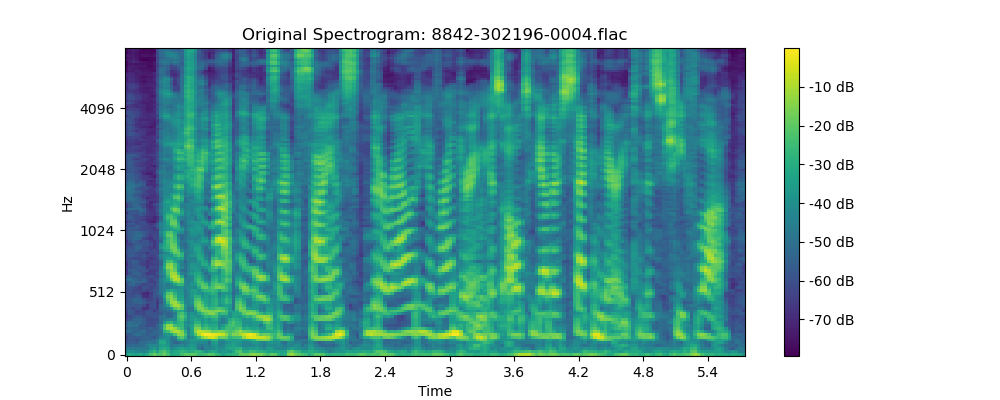 Original Spectrogram: 8842-302196-0004.flac
Hz
4096
2048
1024
512
0
0 0.6 1.2 1.8 2.4 3 3.6 4.2 4.8 5.4
Time
-10 dB
-20 dB
-30 dB
-40 dB
-50 dB
-60 dB
-70 dB